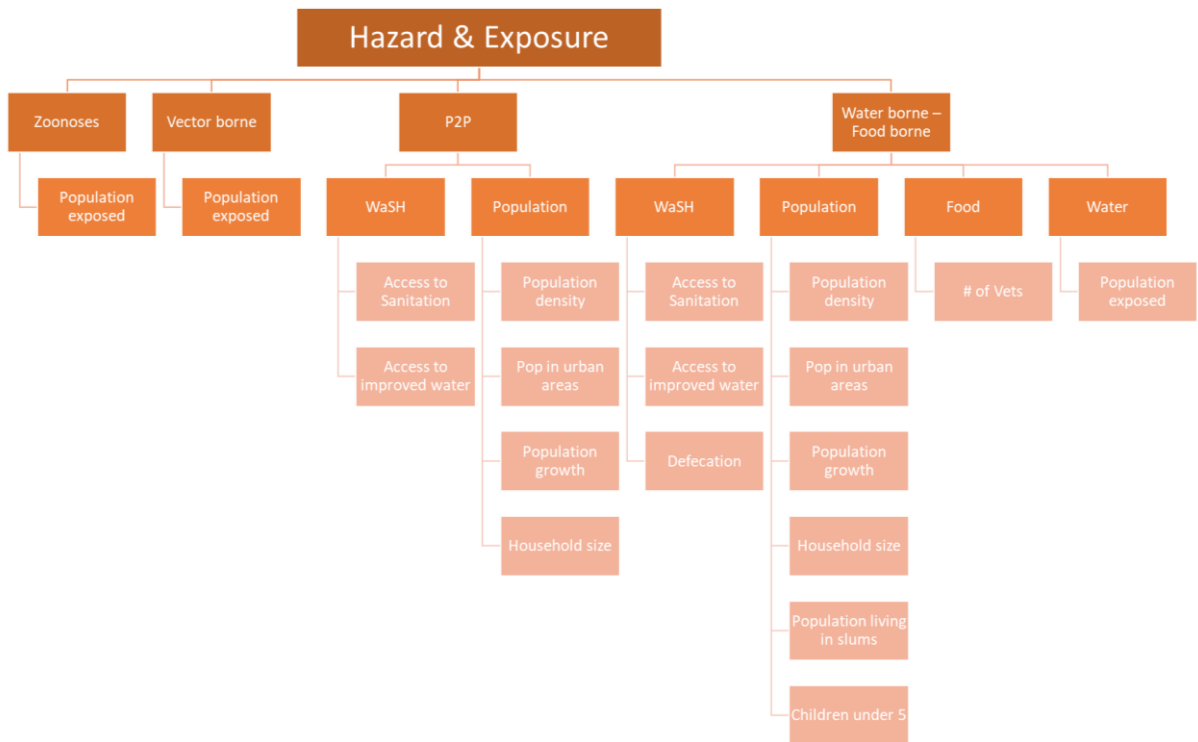 Hazard & Exposure
Zoonoses
Vector borne
P2P
Water borne –
Food borne
Population
exposed
Population
exposed
WaSH
Population
WaSH
Population
Food
Water
Access to
Sanitation
Population
density
Access to
Sanitation
Population
density
# of Vets
Population
exposed
Access to
improved water
Pop in urban
areas
Access to
improved water
Pop in urban
areas
Population
growth
Defecation
Population
growth
Household size
Household size
Population living
in slums
Children under 5